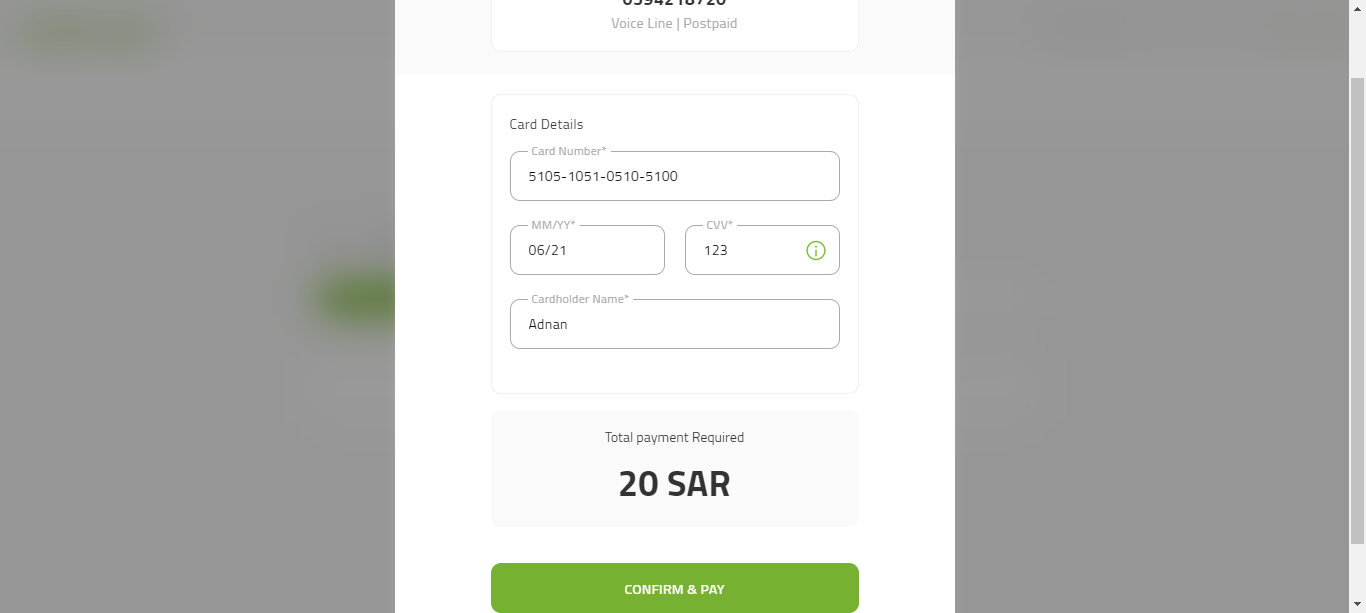 Voice Line | Postpaid
Card Details
Card Number*
5105-1051-0510-5100
MM/YY*
CVV*
06/21
123
Cardholder Name*
Adnan
Total payment Required
20 SAR
CONFIRM & PAY